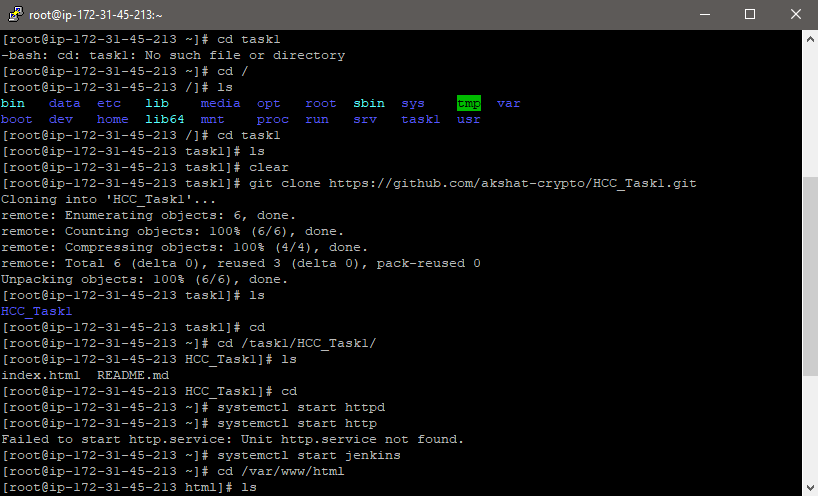 root@ip-172-31-45-213:~
[root@ip-172-31-45-213 ~]# cd task1
-bash: cd: task1: No such file or directory
[root@ip-172-31-45-213 ~]# cd /
[root@ip-172-31-45-213 /]# ls
bin   data  etc   lib    media  opt   root  sbin  sys    tmp  var
boot  dev   home  lib64  mnt    proc  run   srv   task1  usr
[root@ip-172-31-45-213 /]# cd task1
[root@ip-172-31-45-213 task1]# ls
[root@ip-172-31-45-213 task1]# clear
[root@ip-172-31-45-213 task1]# git clone https://github.com/akshat-crypto/HCC_Task1.git
Cloning into 'HCC_Task1'...
remote: Enumerating objects: 6, done.
remote: Counting objects: 100% (6/6), done.
remote: Compressing objects: 100% (4/4), done.
remote: Total 6 (delta 0), reused 3 (delta 0), pack-reused 0
Unpacking objects: 100% (6/6), done.
[root@ip-172-31-45-213 task1]# ls
HCC_Task1
[root@ip-172-31-45-213 task1]# cd
[root@ip-172-31-45-213 ~]# cd /task1/HCC_Task1/
[root@ip-172-31-45-213 HCC_Task1]# ls
index.html  README.md
[root@ip-172-31-45-213 HCC_Task1]# cd
[root@ip-172-31-45-213 ~]# systemctl start httpd
[root@ip-172-31-45-213 ~]# systemctl start http
Failed to start http.service: Unit http.service not found.
[root@ip-172-31-45-213 ~]# systemctl start jenkins
[root@ip-172-31-45-213 ~]# cd /var/www/html
[root@ip-172-31-45-213 html]# ls